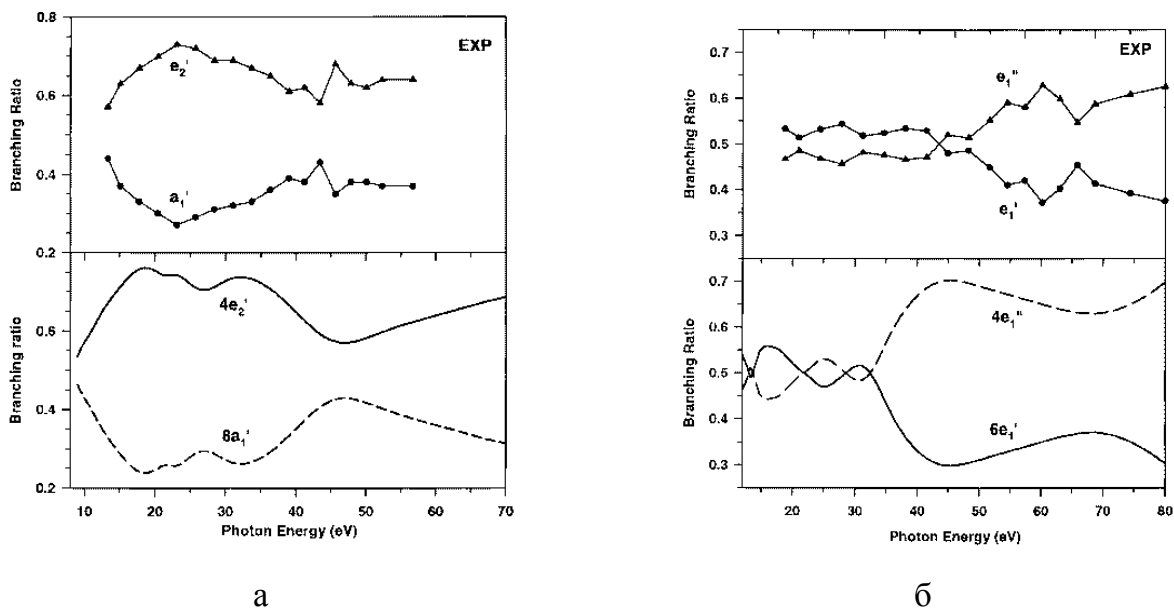 0.8
EXP
e2'
Branching Ratio
0.6
0.4
a1'
0.2
4e2'
Branching ratio
0.6
0.4
8a1'
0.2
10 20 30 40 50 60 70
Photon Energy (eV)
а
EXP
0.7
e1"
Branching Ratio
0.6
0.5
0.4
e1'
0.3
0.7
4e1"
Branching Ratio
0.6
0.5
0.4
6e1'
0.3
20 30 40 50 60 70 80
Photon Energy (eV)
б